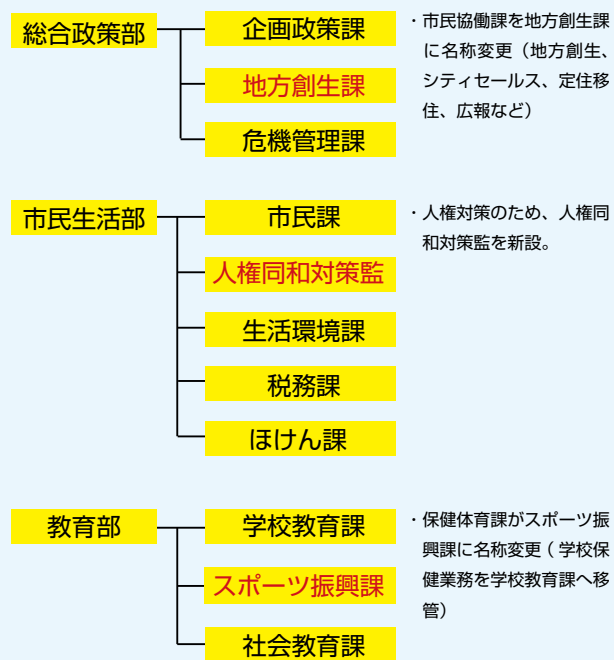 総合政策部
企画政策課
地方創生課
危機管理課
・市民協働課を地方創生課
に名称変更（地方創生、
シティセールス、定住移
住、広報など）
市民生活部
市民課
人権同和対策監
生活環境課
税務課
ほけん課
・人権対策のため、人権同
和対策監を新設。
教育部
学校教育課
スポーツ振興課
社会教育課
・保健体育課がスポーツ振
興課に名称変更（学校保
健業務を学校教育課へ移
管）